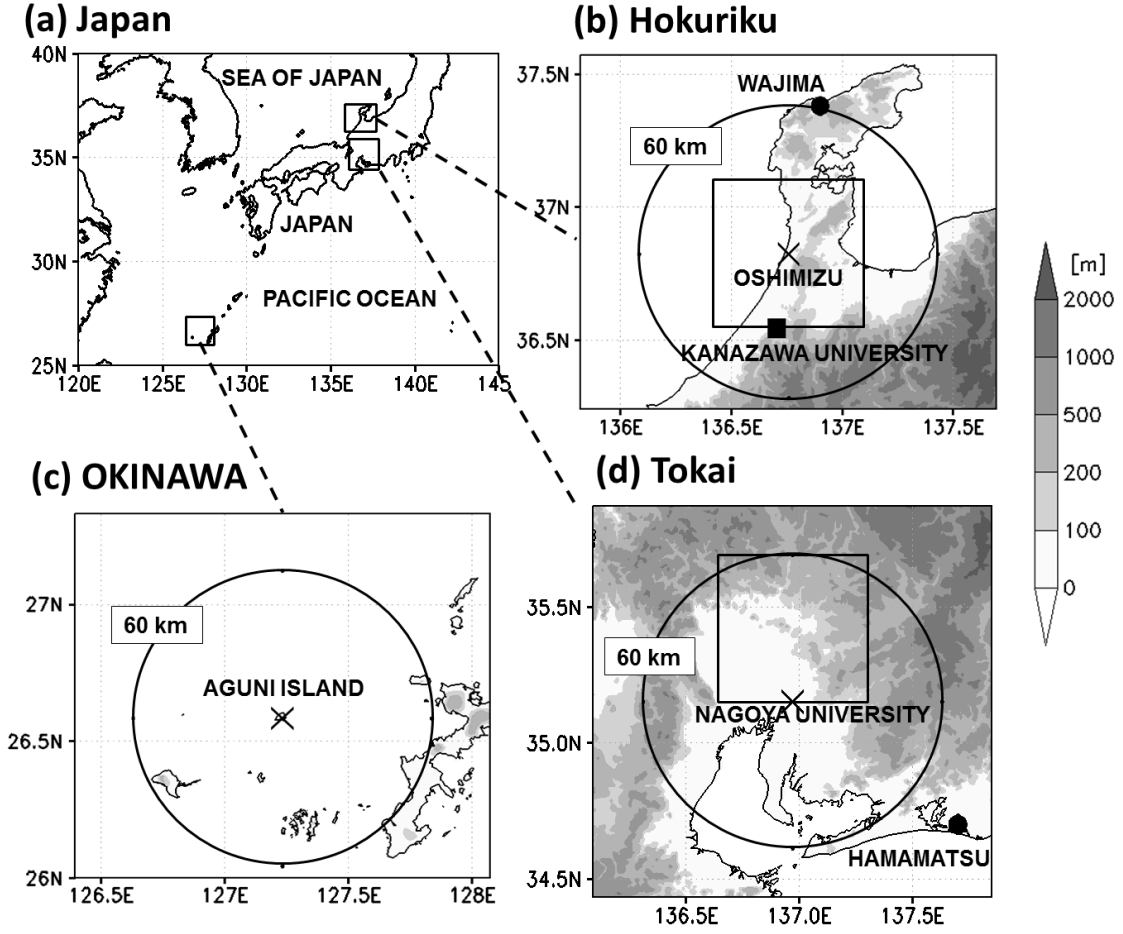 (a) Japan
(b) Hokuriku
40N
35N
30N
25N
120E
125E
130E
135E
140E
145
SEA OF JAPAN
JAPAN
PACIFIC OCEAN
37.5N
37N
36.5N
136E
136.5E
137E
137.5E
WAJIMA
60 km
OSHIMIZU
KANAZAWA UNIVERSITY
[m]
2000
1000
500
200
100
0
(c) OKINAWA
(d) Tokai
27N
26.5N
26N
126.5E
127E
127.5E
128E
60 km
AGUNI ISLAND
35.5N
35.0N
34.5N
136.5E
137.0E
137.5E
60 km
NAGOYA UNIVERSITY
HAMAMATSU